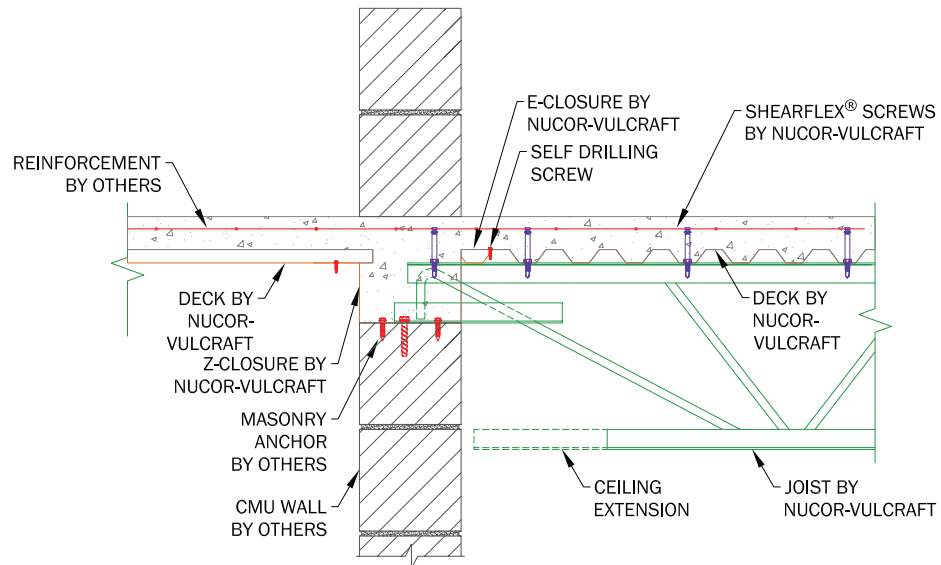 E-CLOSURE BY
NUCOR-VULCRAFT
SHEARFLEX® SCREWS
BY NUCOR-VULCRAFT
SELF DRILLING
SCREW
REINFORCEMENT
BY OTHERS
DECK BY
NUCOR-
VULCRAFT
DECK BY
NUCOR-
VULCRAFT
Z-CLOSURE BY
NUCOR-VULCRAFT
MASONRY
ANCHOR
BY OTHERS
CMU WALL
BY OTHERS
CEILING
EXTENSION
JOIST BY
NUCOR-VULCRAFT